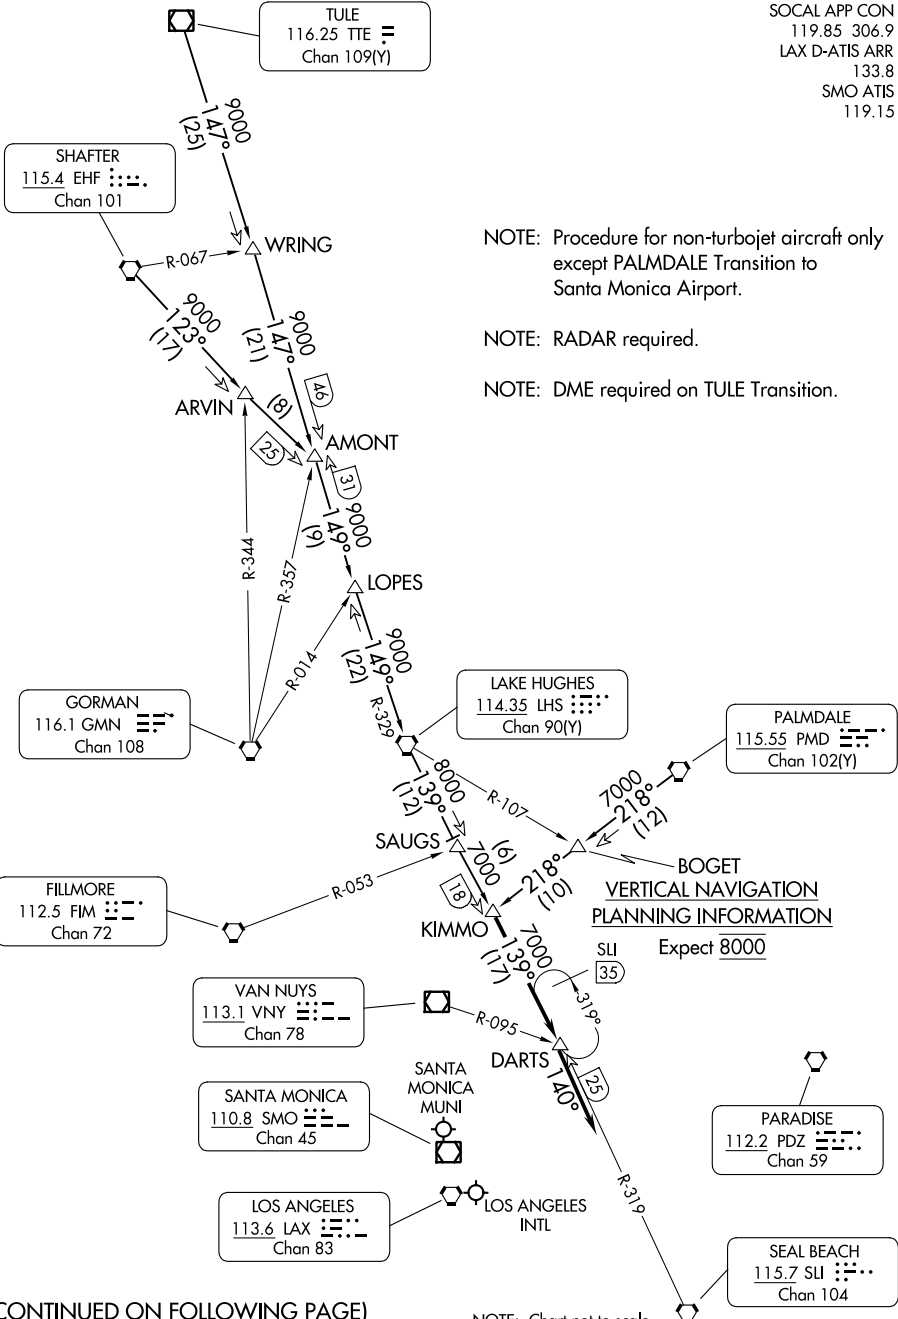 TULE
116.25 TTE
Chan 109(Y)
SOCAL APP CON
119.85 306.9
LAX D-ATIS ARR
133.8
SMO ATIS
119.15
9000
147°
(25)
SHAFTER
115.4 EHF
Chan 101
R-067
WRING
NOTE: Procedure for non-turbojet aircraft only
except PALMDALE Transition to
Santa Monica Airport.
NOTE: RADAR required.
NOTE: DME required on TULE Transition.
9000
123°
(17)
9000
147°
(21)
46
ARVIN
(8)
25
AMONT
31
9000
149°
(9)
R-344
R-357
R-014
LOPES
9000
149°
(22)
R-329
GORMAN
116.1 GMN
Chan 108
LAKE HUGHES
114.35 LHS
Chan 90(Y)
PALMDALE
115.55 PMD
Chan 102(Y)
8000
139°
(12)
R-107
7000
218°
(12)
SAUGS
(6)
7000
18
218°
(10)
BOGET
VERTICAL NAVIGATION
PLANNING INFORMATION
Expect 8000
FILLMORE
112.5 FIM
Chan 72
R-053
KIMMO
7000
139°
(17)
SLI
35
319°
VAN NUYS
113.1 VNY
Chan 78
R-095
DARTS
140°
25
SANTA
MONICA
MUNI
SANTA MONICA
110.8 SMO
Chan 45
PARADISE
112.2 PDZ
Chan 59
R-319
LOS ANGELES
113.6 LAX
Chan 83
LOS ANGELES
INTL
SEAL BEACH
115.7 SLI
Chan 104
CONTINUED ON FOLLOWING PAGE)
NOTE: Chart not to scale